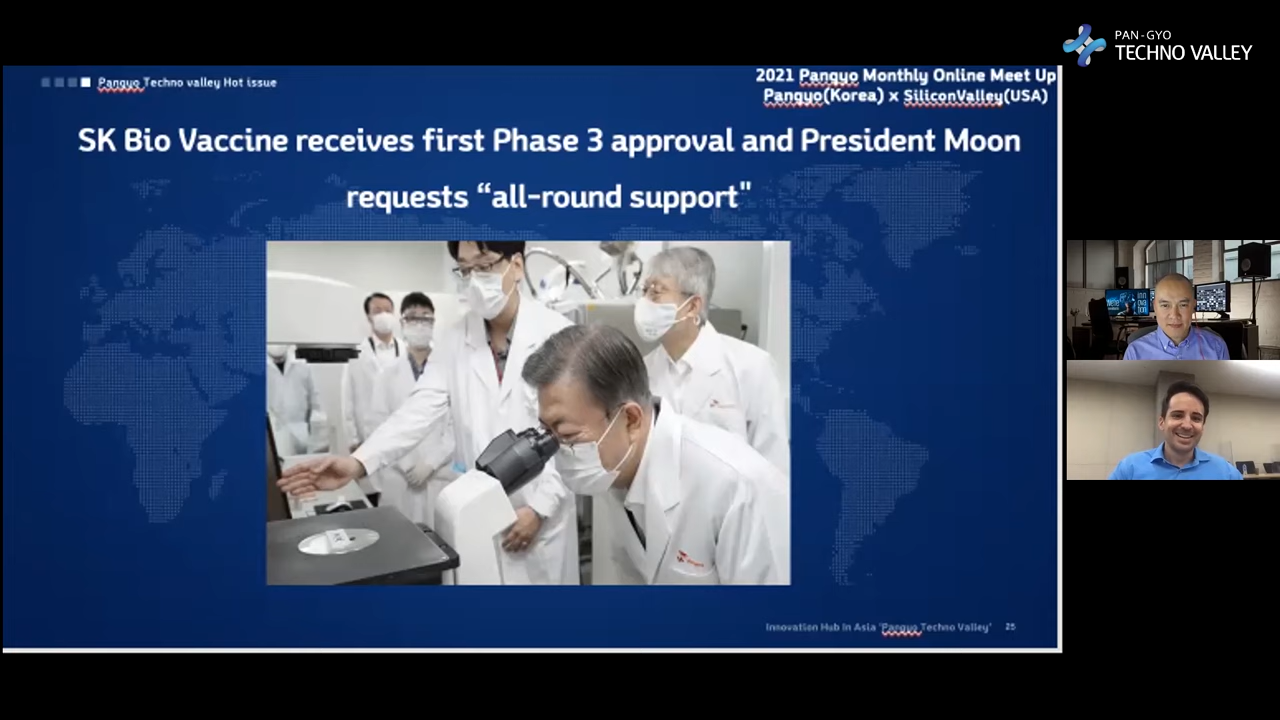 PAN-GYO
TECHNO VALLEY
Pangyo Techno valley Hot issue
2021 Pangyo Monthly Online Meet Up
Pangyo(Korea) x SiliconValley(USA)
SK Bio Vaccine receives first Phase 3 approval and President Moon
requests “all-round support"
Innovation Hub in Asia 'Pangyo Techno Valley' 25